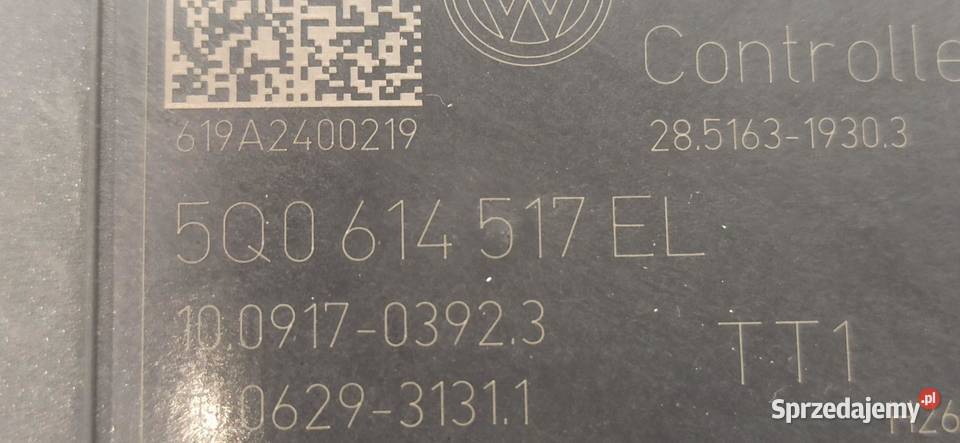 VW
Controlle
619A2400219
28.5163-1930.3
5Q0 614 517 EL
10.0917-0392.3
TT1
0629-3131.1
Sprzedajemy.pl